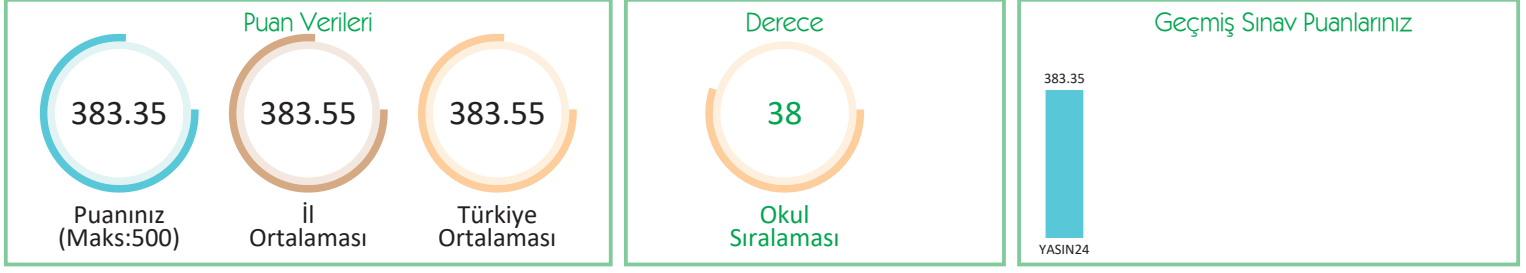 Puan Verileri
383.35
383.55
383.55
Puanınız
(Maks:500)
İl
Ortalaması
Türkiye
Ortalaması
Derece
38
Okul
Sıralaması
Geçmiş Sınav Puanlarınız
383.35
YASIN24